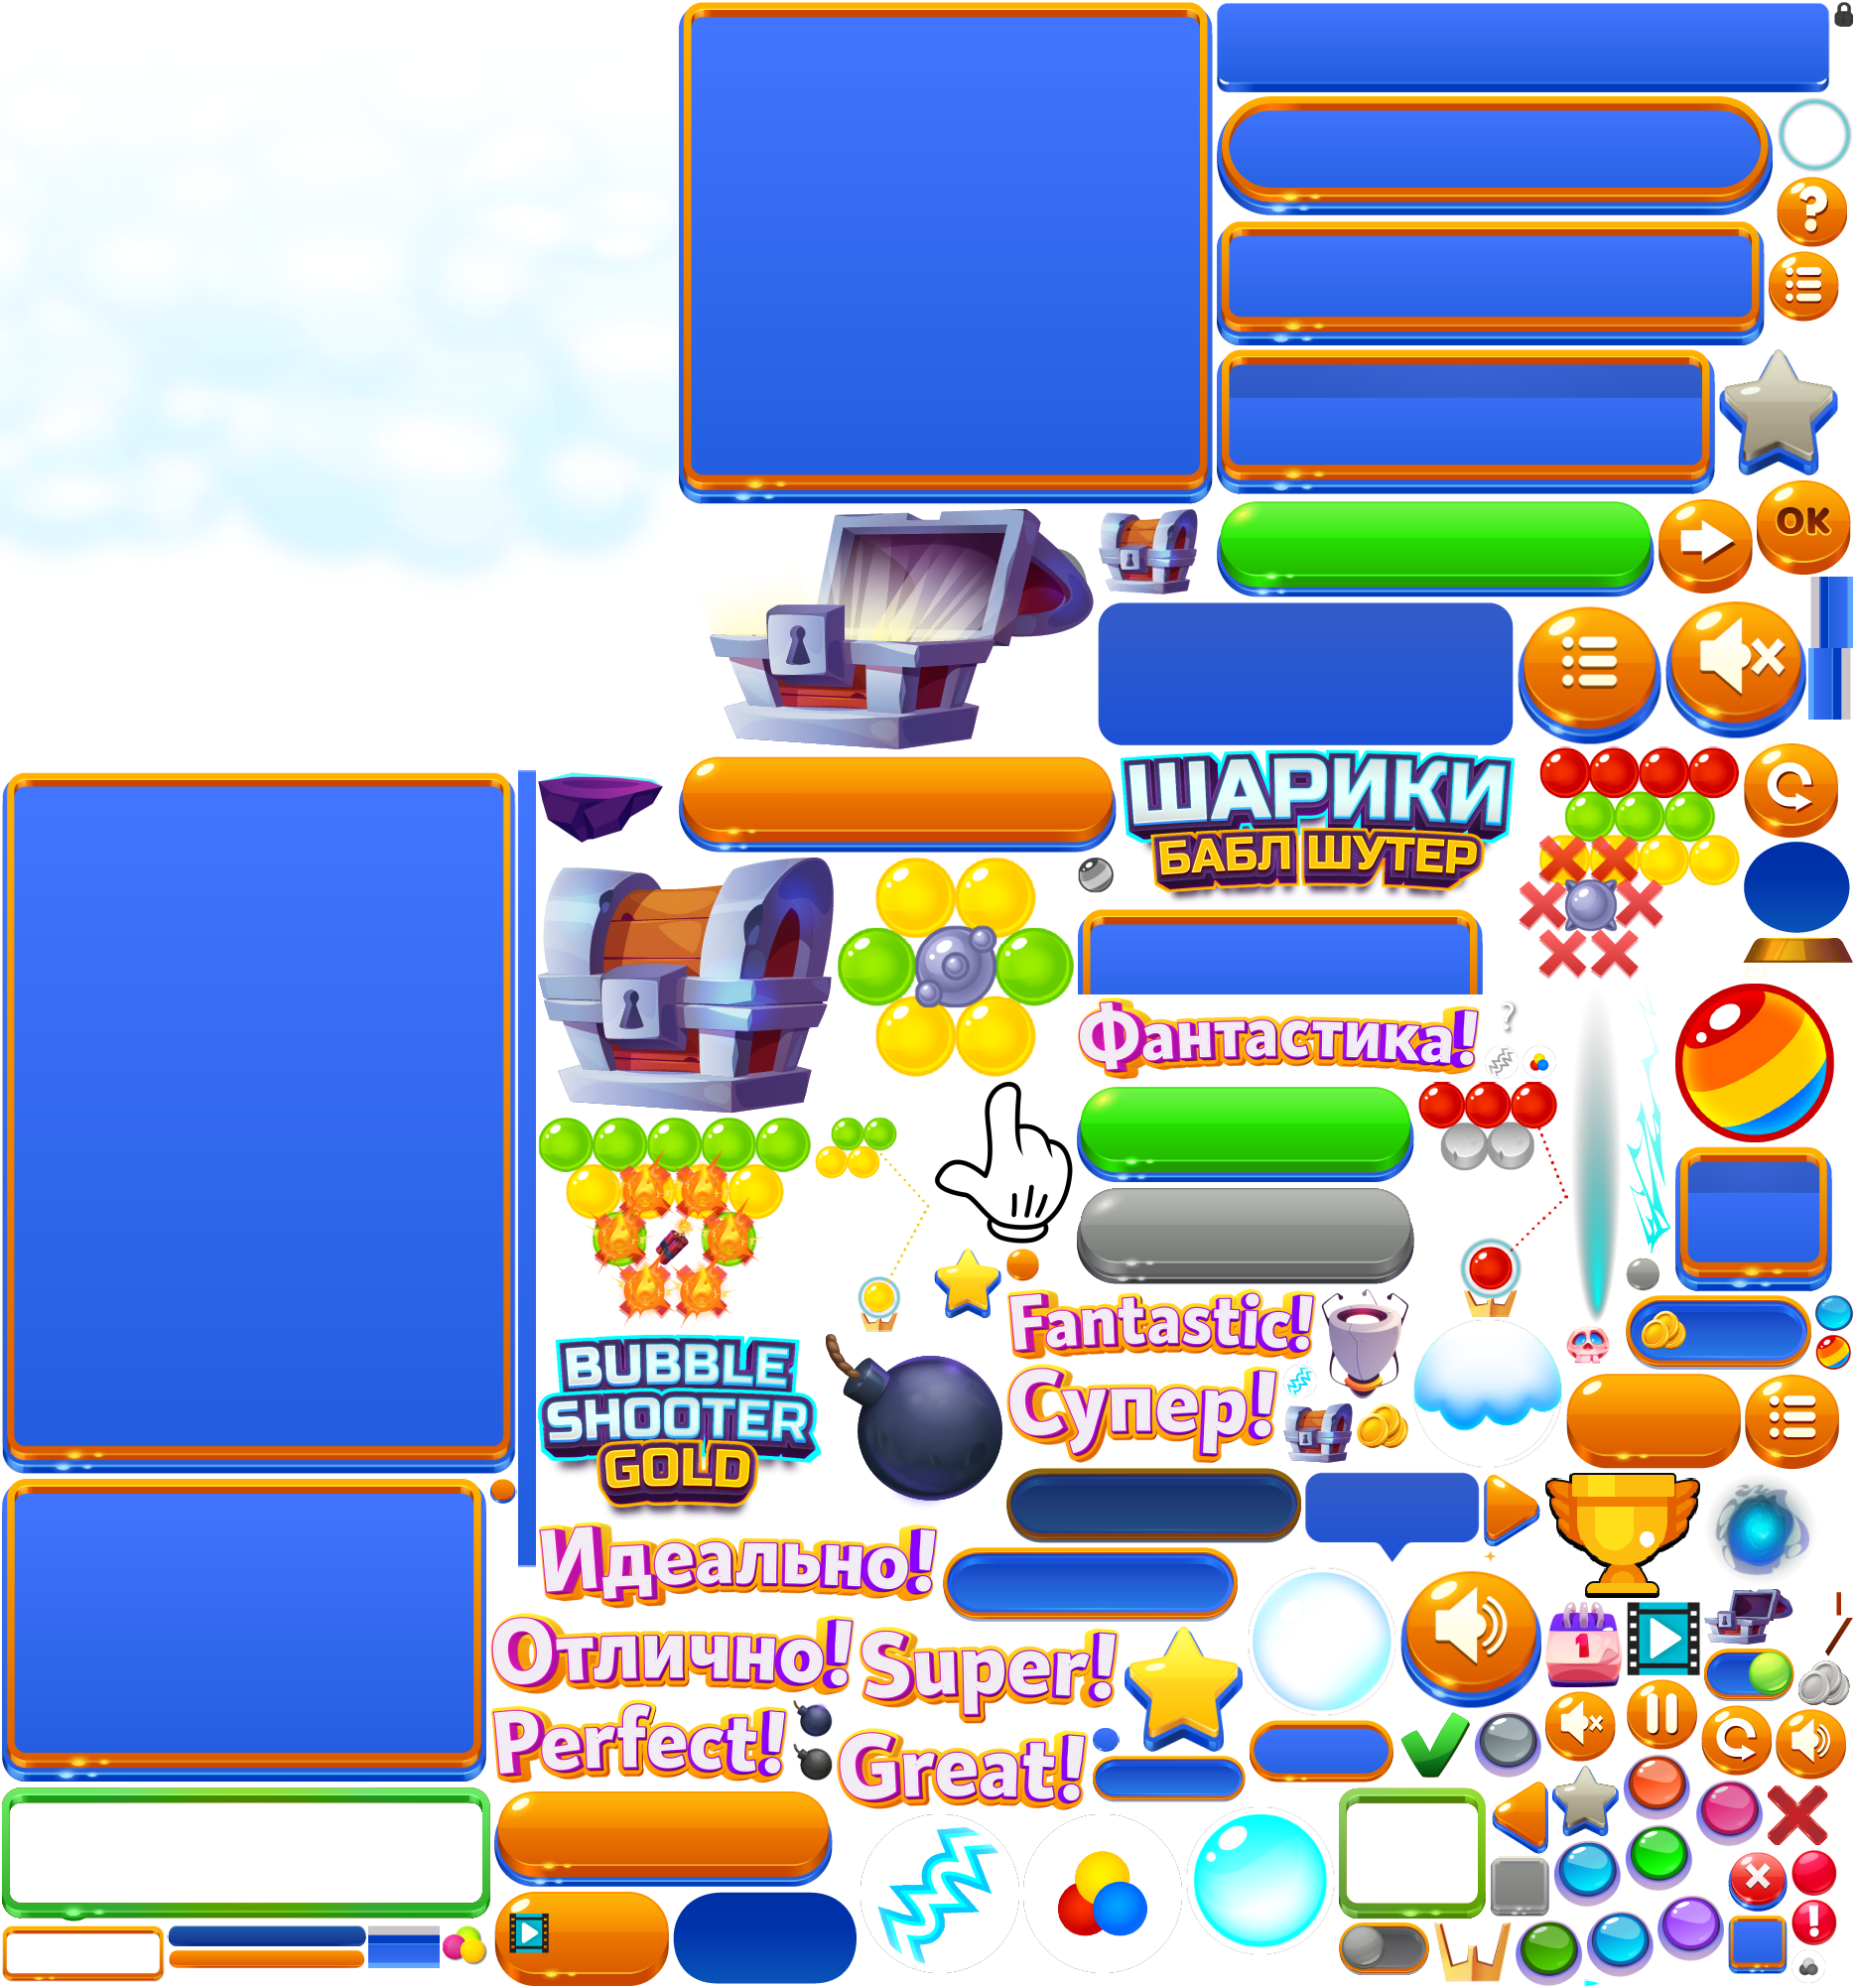 ?
OK
ШАРИКИ
БАБЛ ШУТЕР
Фантастика!
?
Fantastic!
Супер!
BUBBLE
SHOOTER
GOLD
Идеально!
Отлично!
Super!
1
Perfect!
Great!
!